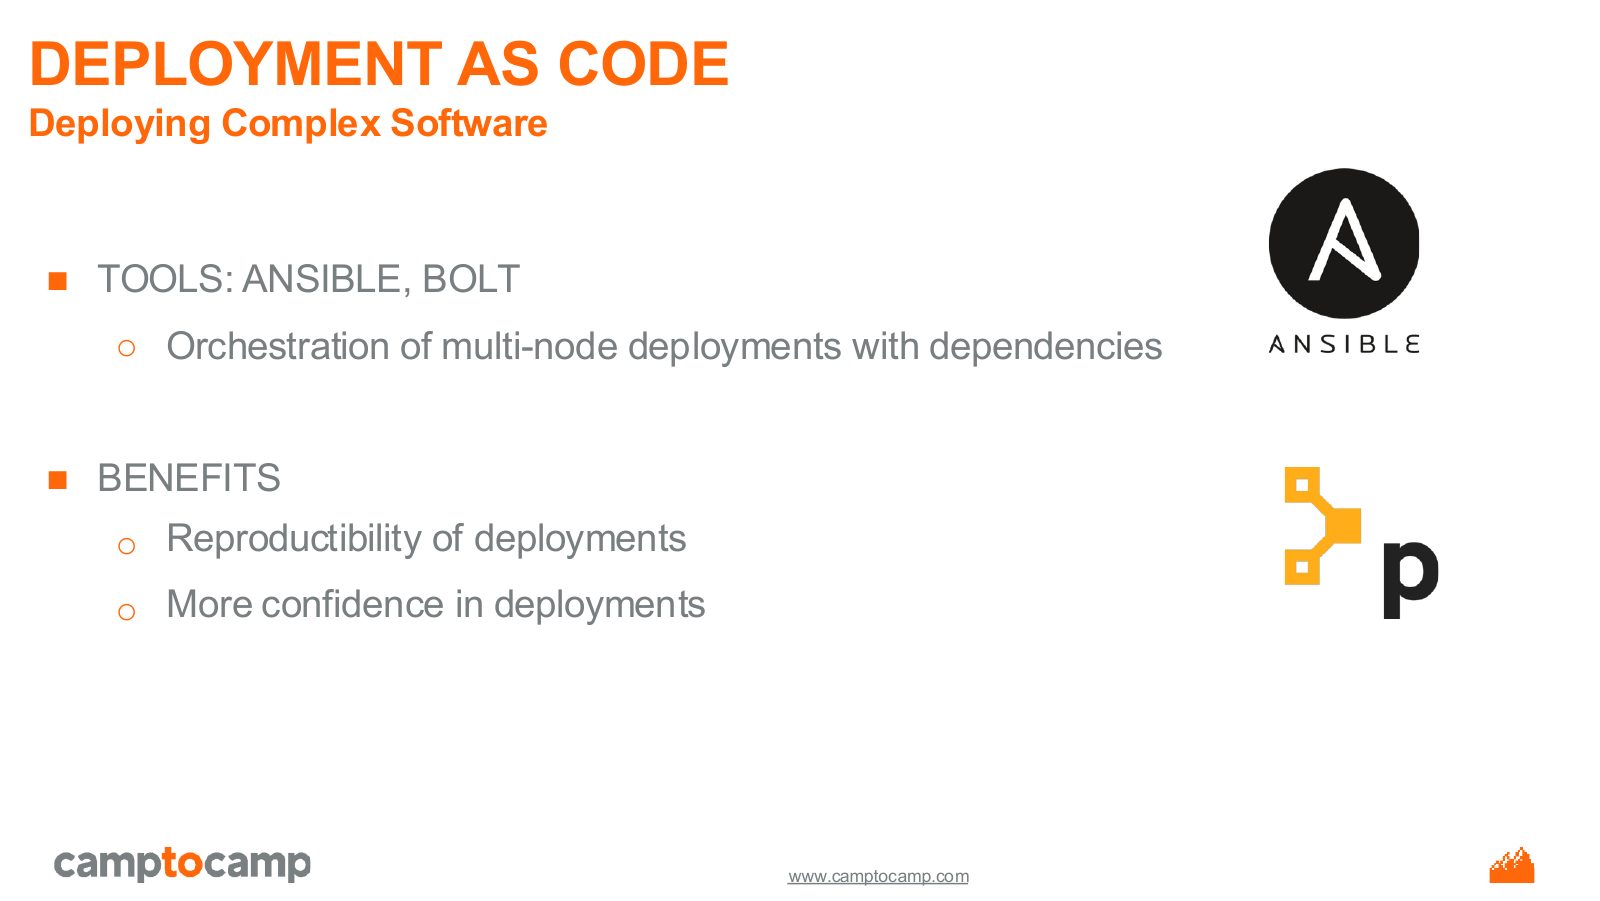 DEPLOYMENT AS CODE
Deploying Complex Software
TOOLS: ANSIBLE, BOLT
Orchestration of multi-node deployments with dependencies
ANSIBLE
BENEFITS
Reproductibility of deployments
More confidence in deployments
p
camptocamp
www.camptocamp.com